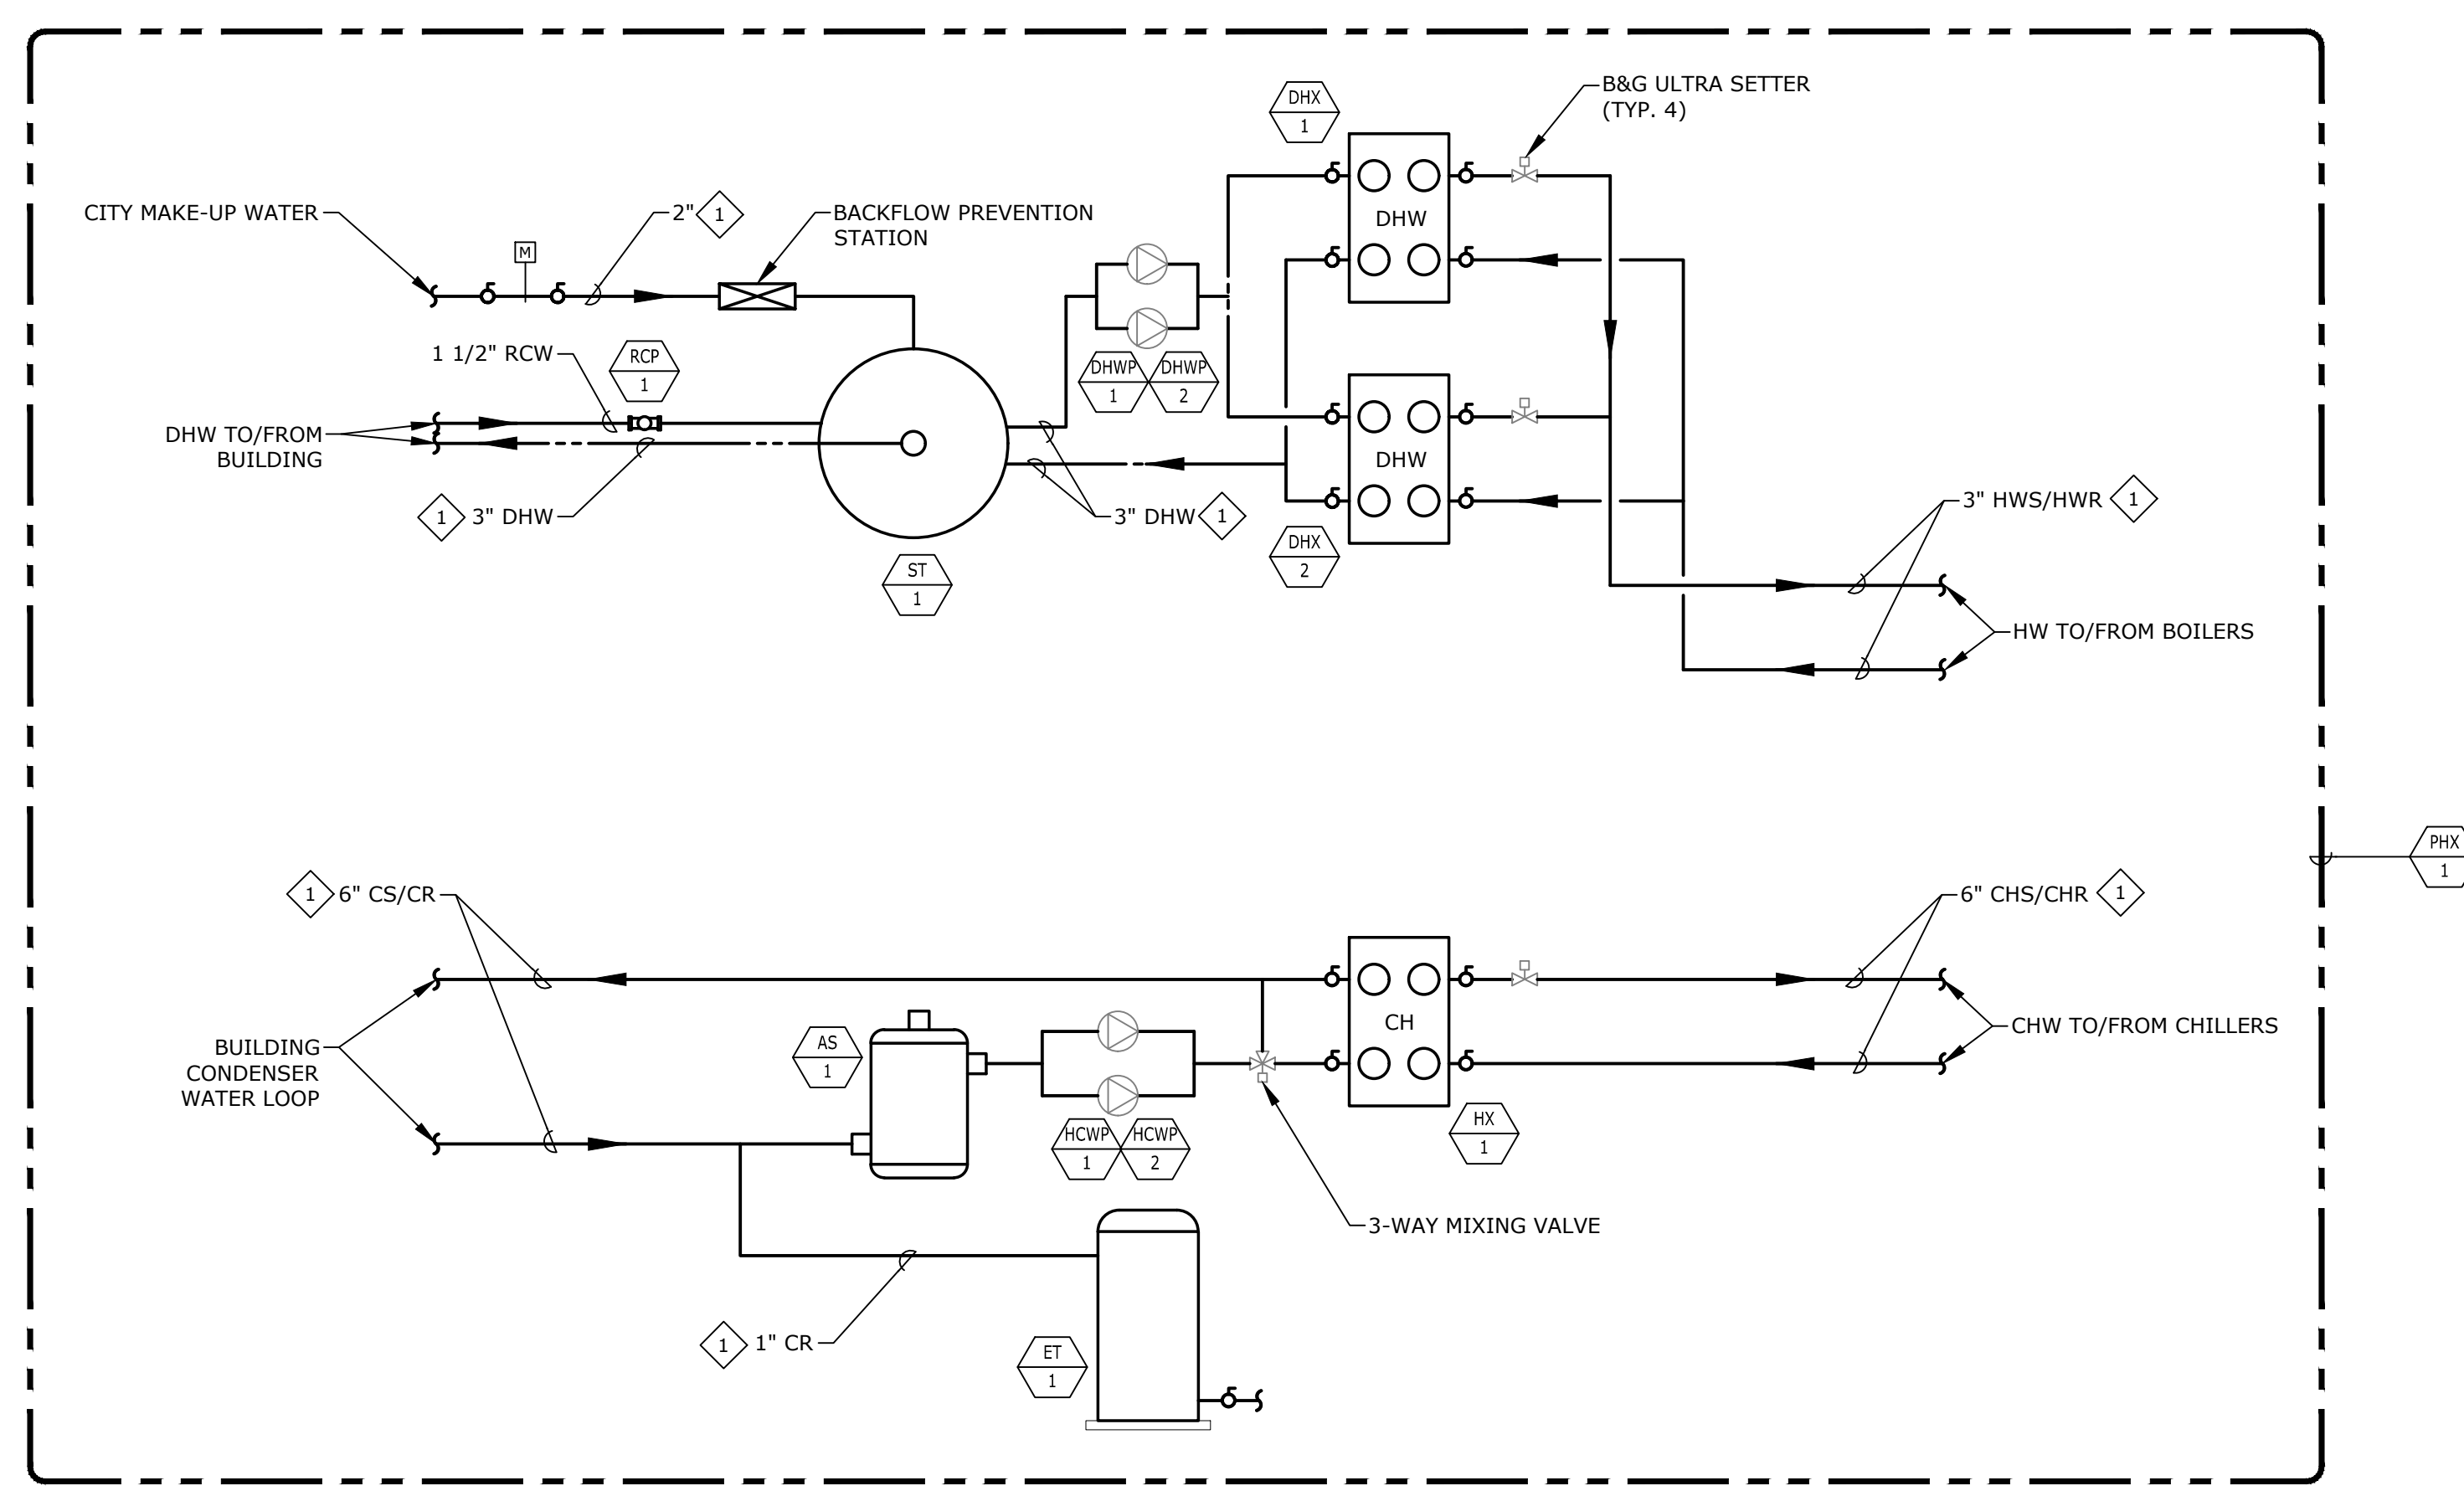 B&G ULTRA SETTER
(TYP. 4)
DHX
1
CITY MAKE-UP WATER
2"
1
BACKFLOW PREVENTION
STATION
M
DHW
1 1/2" RCW
RCP
1
DHWP
1
DHWP
2
DHW TO/FROM
BUILDING
DHW
1
3" DHW
3" DHW
1
DHX
2
ST
1
3" HWS/HWR
1
HW TO/FROM BOILERS
PHX
1
1
6" CS/CR
6" CHS/CHR
1
BUILDING
CONDENSER
WATER LOOP
AS
1
CH
CHW TO/FROM CHILLERS
HCWP
1
HCWP
2
HX
1
3-WAY MIXING VALVE
1
1" CR
ET
1